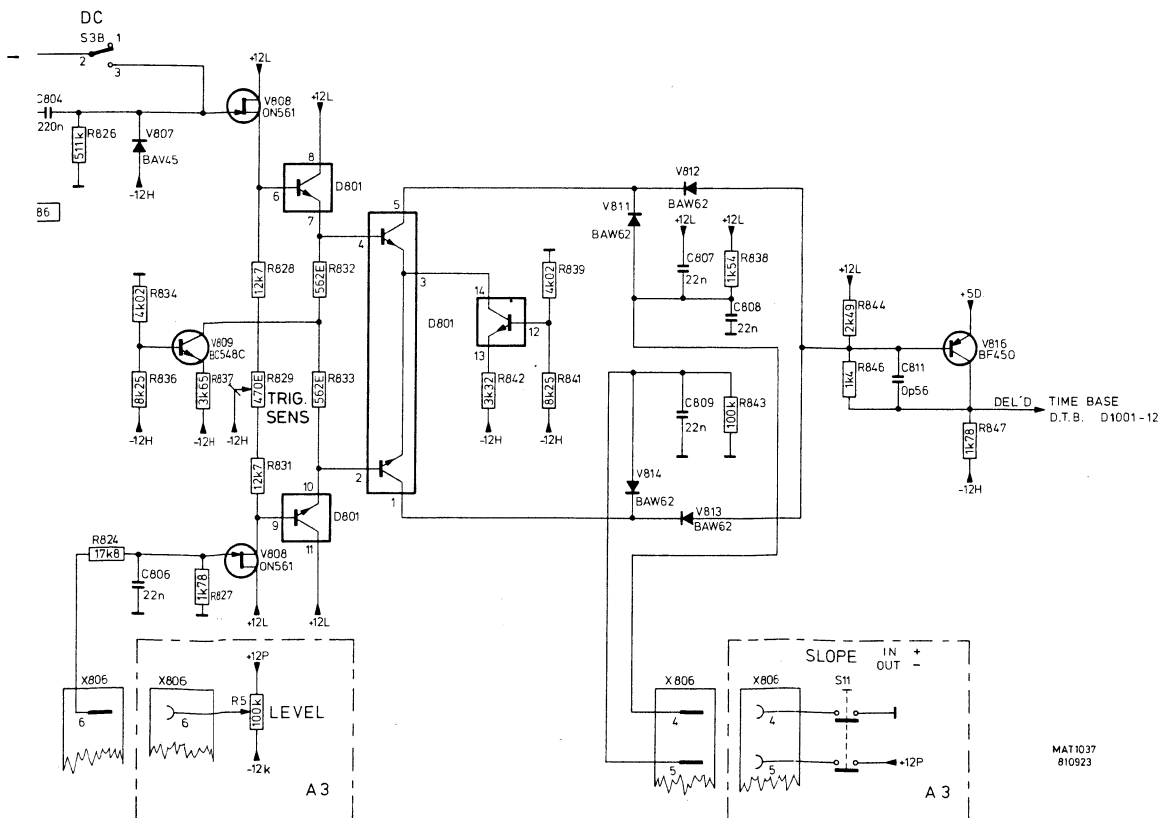 DC
S3B 1
2
3
+12L
C804
220n
R826
511k
V807
BAV45
-12H
86
V808
ON561
+12L
8
6
7
D801
5
4
3
R828
12k7
R832
562E
R834
4k02
V809
BC548C
R836
8k25
-12H
R837
3k65
-12H
R829
470E
TRIG.
SENS
-12H
R833
562E
R831
12k7
D801
14
12
13
R839
4k02
R842
3k32
-12H
R841
8k25
-12H
2
1
10
9
11
D801
R824
17k8
C806
22n
1k78
R827
V808
ON561
+12L
+12L
V812
BAW62
V811
BAW62
+12L
C807
22n
+12L
R838
1k54
C808
22n
C809
22n
R843
100k
V814
BAW62
V813
BAW62
+12L
R844
2k49
R846
1k4
C811
0p56
+5D
V816
BF450
DEL'D TIME BASE
D.T.B. D1001-12
R847
1k78
-12H
X806
6
X806
6
+12P
R5
100k
LEVEL
-12k
A3
X806
4
5
X806
4
5
SLOPE IN +
OUT -
S11
+12P
A3
MAT1037
810923